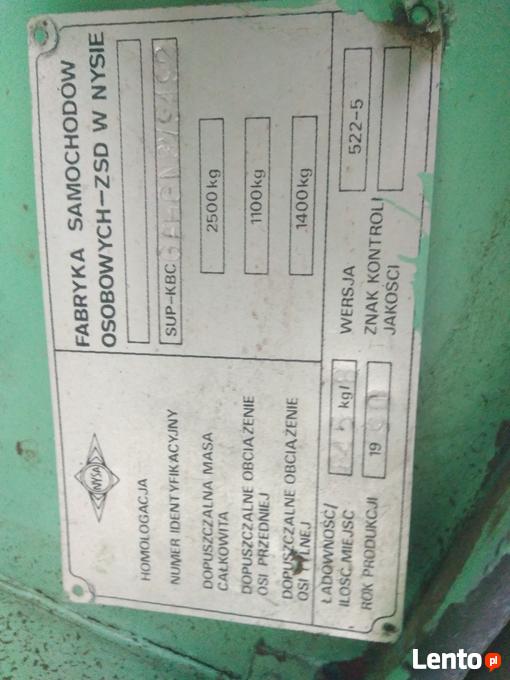 NYSA
FABRYKA SAMOCHODÓW
OSOBOWYCH-ZSD W NYSIE
HOMOLOGACJA
NUMER IDENTYFIKACYJNY SUP-KBC
DOPUSZCZALNA MASA
CAŁKOWITA 2500kg
DOPUSZCZALNE OBCIĄŻENIE
OSI PRZEDNIEJ 1100kg
DOPUSZCZALNE OBCIĄŻENIE
OSI TYLNEJ 1400kg
ŁADOWNOŚĆ/
ILOŚĆ MIEJSC kg/ WERSJA 522-5
ROK PRODUKCJI 1990 ZNAK KONTROLI
JAKOŚCI
Lento.pl